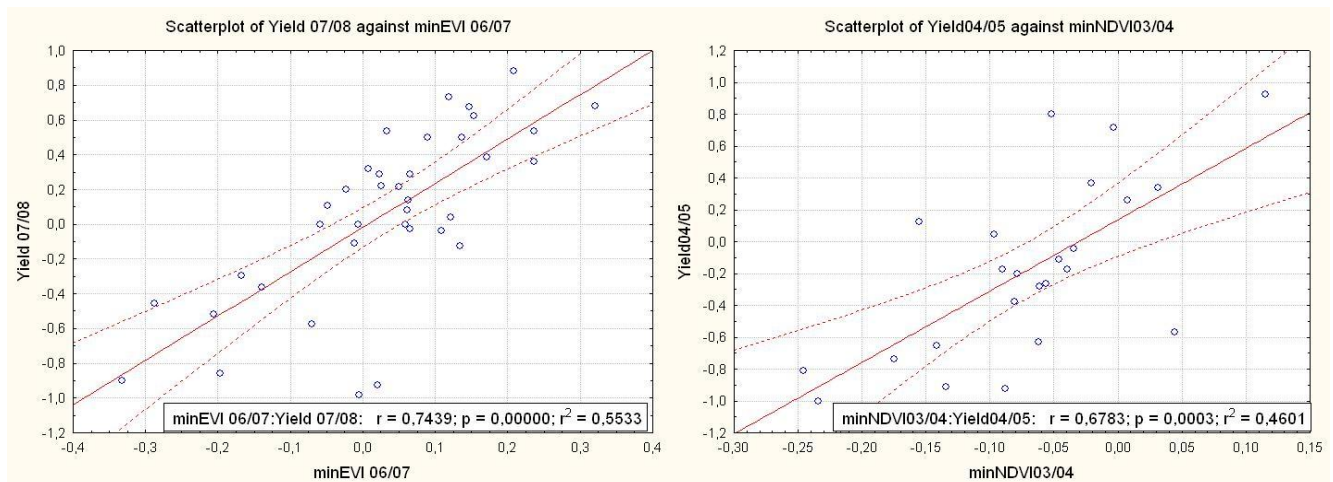 Scatterplot of Yield 07/08 against minEVI 06/07
1,0
0,8
0,6
0,4
0,2
0,0
-0,2
-0,4
-0,6
-0,8
-1,0
-1,2
Yield 07/08
minEVI 06/07:Yield 07/08: r = 0,7439; p = 0,00000; r² = 0,5533
-0,4 -0,3 -0,2 -0,1 0,0 0,1 0,2 0,3 0,4
minEVI 06/07
Scatterplot of Yield04/05 against minNDVI03/04
1,2
1,0
0,8
0,6
0,4
0,2
0,0
-0,2
-0,4
-0,6
-0,8
-1,0
-1,2
Yield04/05
minNDVI03/04:Yield04/05: r = 0,6783; p = 0,0003; r² = 0,4601
-0,30 -0,25 -0,20 -0,15 -0,10 -0,05 0,00 0,05 0,10 0,15
minNDVI03/04